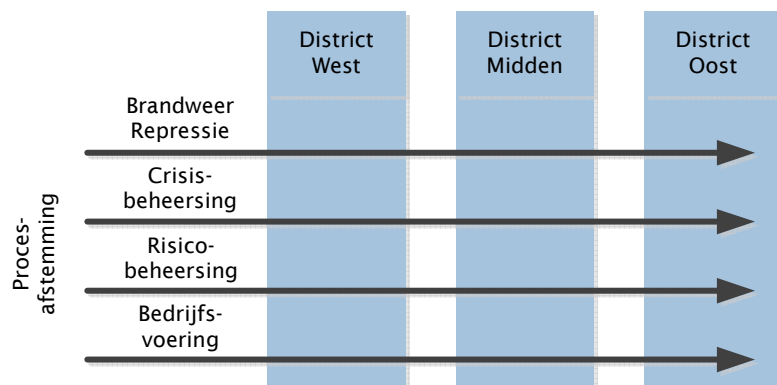 District
West
District
Midden
District
Oost
Brandweer
Repressie
Crisis-
beheersing
Risico-
beheersing
Bedrijfs-
voering
Proces-
afstemming